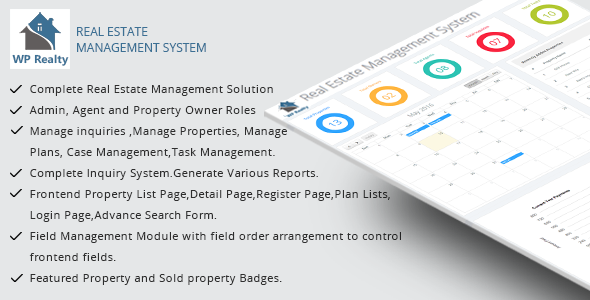 REAL ESTATE
MANAGEMENT SYSTEM
WP Realty
Complete Real Estate Management Solution
Admin, Agent and Property Owner Roles
Manage inquiries ,Manage Properties, Manage
Plans, Case Management,Task Management.
Complete Inquiry System.Generate Various Reports.
Frontend Property List Page,Detail Page,Register Page,Plan Lists,
Login Page,Advance Search Form.
Field Management Module with field order arrangement to control
frontend fields.
Featured Property and Sold property Badges.
WP Realty
Real Estate Management System
13
02
08
07
10
May 2016